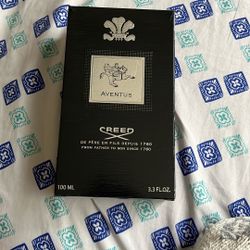 AVENTUS
CREED
DE PÈRE EN FILS DEPUIS 1760
FROM FATHER TO SON SINCE 1760
100 ML 3.3 FL.OZ.